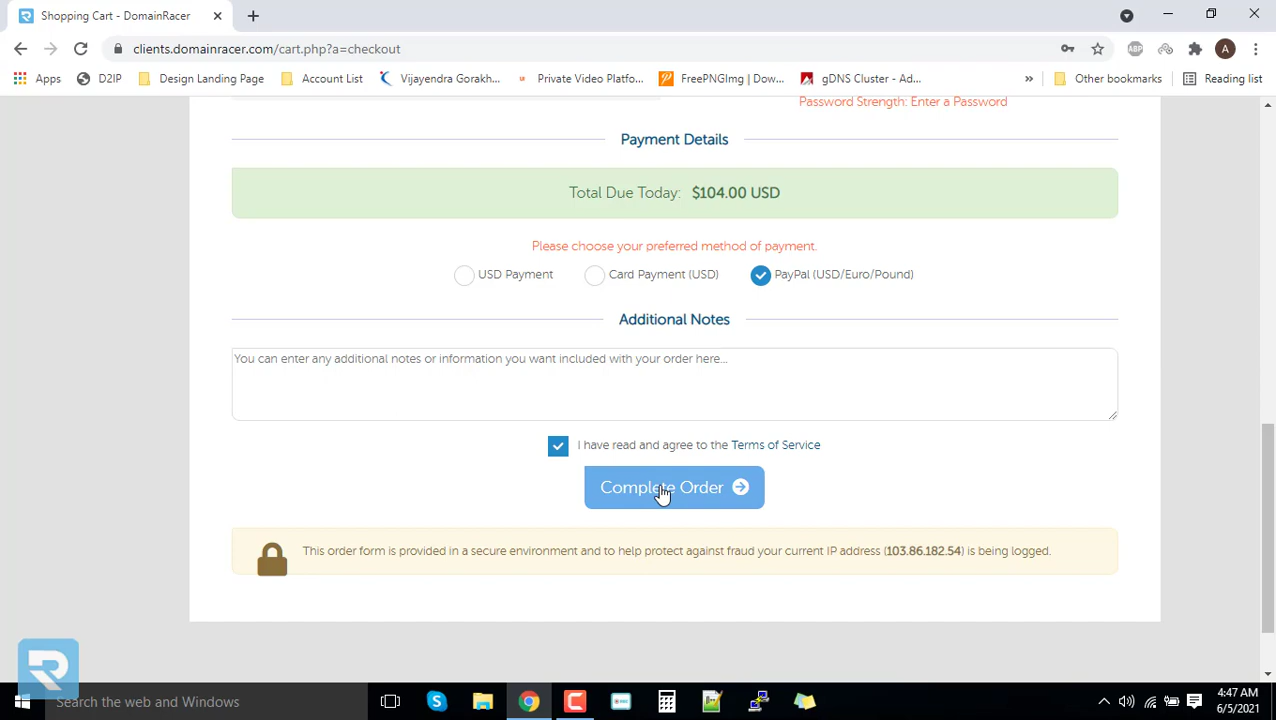 Shopping Cart - DomainRacer
clients.domainracer.com/cart.php?a=checkout
ABP
A
Apps
D2IP
Design Landing Page
Account List
Vijayendra Gorakh...
Private Video Platfo...
FreePNGImg | Dow...
gDNS Cluster - Ad...
»
Other bookmarks
Reading list
Password Strength: Enter a Password
Payment Details
Total Due Today: $104.00 USD
Please choose your preferred method of payment.
USD Payment
Card Payment (USD)
PayPal (USD/Euro/Pound)
Additional Notes
You can enter any additional notes or information you want included with your order here...
I have read and agree to the Terms of Service
Complete Order
This order form is provided in a secure environment and to help protect against fraud your current IP address (103.86.182.54) is being logged.
Search the web and Windows
4:47 AM
6/5/2021